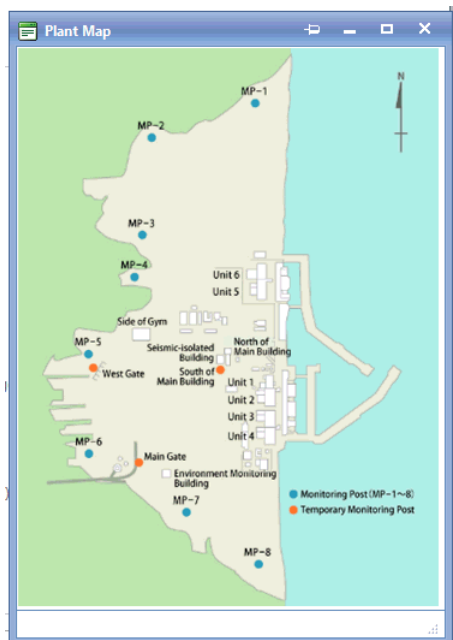 Plant Map
N
MP-1
MP-2
MP-3
MP-4
Unit 6
Unit 5
Side of Gym
MP-5
West Gate
Seismic-isolated
Building
North of
Main Building
South of
Main Building
Unit 1
Unit 2
Unit 3
Unit 4
MP-6
Main Gate
Environment Monitoring
Building
MP-7
MP-8
Monitoring Post(MP-1〜8)
Temporary Monitoring Post